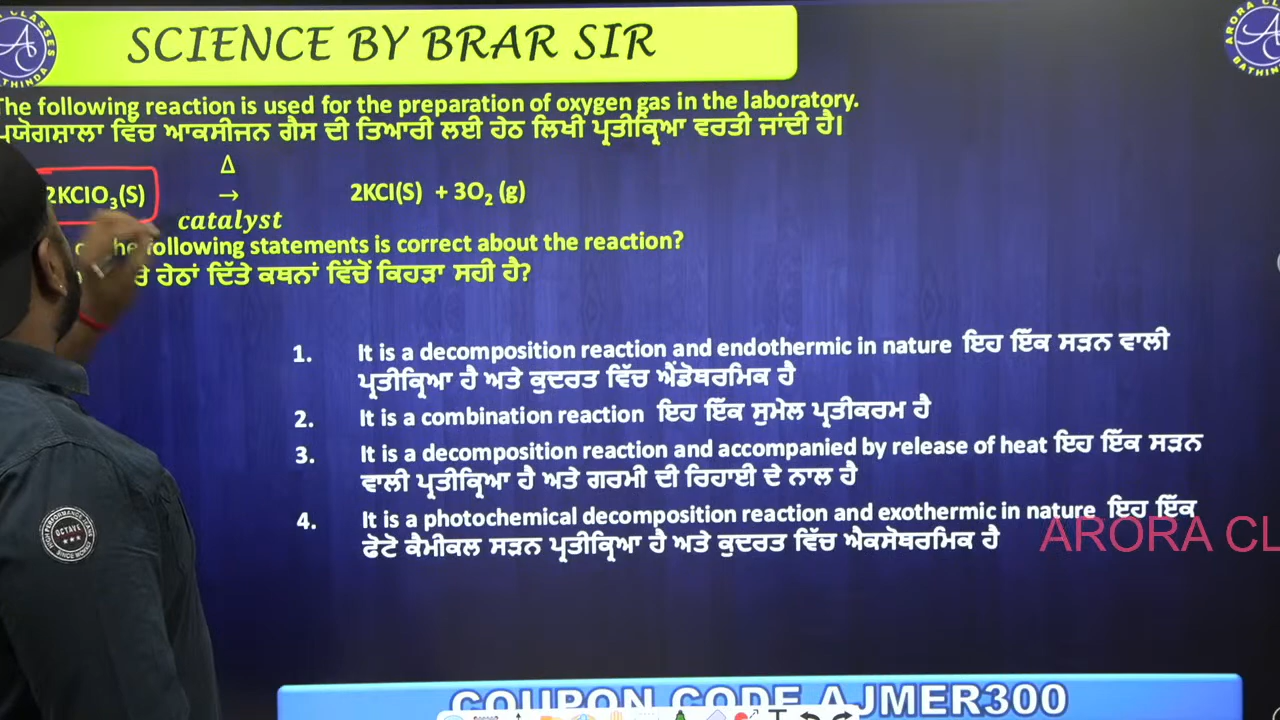 SCIENCE BY BRAR SIR
The following reaction is used for the preparation of oxygen gas in the laboratory.
ਪ੍ਰਯੋਗਸ਼ਾਲਾ ਵਿੱਚ ਆਕਸੀਜਨ ਗੈਸ ਦੀ ਤਿਆਰੀ ਲਈ ਹੇਠ ਲਿਖੀ ਪ੍ਰਤੀਕ੍ਰਿਆ ਵਰਤੀ ਜਾਂਦੀ ਹੈ।
Δ
2KClO₃(S) → 2KCl(S) + 3O₂ (g)
catalyst
following statements is correct about the reaction?
ਹੇਠਾਂ ਦਿੱਤੇ ਕਥਨਾਂ ਵਿੱਚੋਂ ਕਿਹੜਾ ਸਹੀ ਹੈ?
1. It is a decomposition reaction and endothermic in nature ਇਹ ਇੱਕ ਸੜਨ ਵਾਲੀ
ਪ੍ਰਤੀਕ੍ਰਿਆ ਹੈ ਅਤੇ ਕੁਦਰਤ ਵਿੱਚ ਐਂਡੋਥਰਮਿਕ ਹੈ
2. It is a combination reaction ਇਹ ਇੱਕ ਸੁਮੇਲ ਪ੍ਰਤੀਕਰਮ ਹੈ
3. It is a decomposition reaction and accompanied by release of heat ਇਹ ਇੱਕ ਸੜਨ
ਵਾਲੀ ਪ੍ਰਤੀਕ੍ਰਿਆ ਹੈ ਅਤੇ ਗਰਮੀ ਦੀ ਰਿਹਾਈ ਦੇ ਨਾਲ ਹੈ
4. It is a photochemical decomposition reaction and exothermic in nature ਇਹ ਇੱਕ
ਫੋਟੋ ਕੈਮੀਕਲ ਸੜਨ ਪ੍ਰਤੀਕ੍ਰਿਆ ਹੈ ਅਤੇ ਕੁਦਰਤ ਵਿੱਚ ਐਕਸੋਥਰਮਿਕ ਹੈ
ARORA CL
OCTAVE
COUPON CODE AJMER300